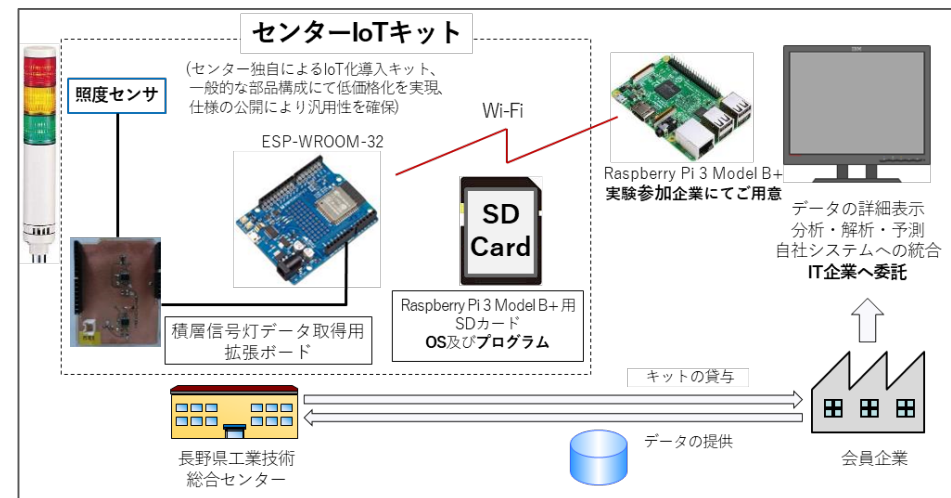 センターIoTキット
(センター独自によるIoT化導入キット、
一般的な部品構成にて低価格化を実現、
仕様の公開により汎用性を確保)
照度センサ
ESP-WROOM-32
Wi-Fi
SD
Card
Raspberry Pi 3 Model B+
実験参加企業にてご用意
IBM
データの詳細表示
分析・解析・予測
自社システムへの統合
IT企業へ委託
積層信号灯データ取得用
拡張ボード
Raspberry Pi 3 Model B+ 用
SDカード
OS及びプログラム
キットの貸与
データの提供
長野県工業技術
総合センター
会員企業